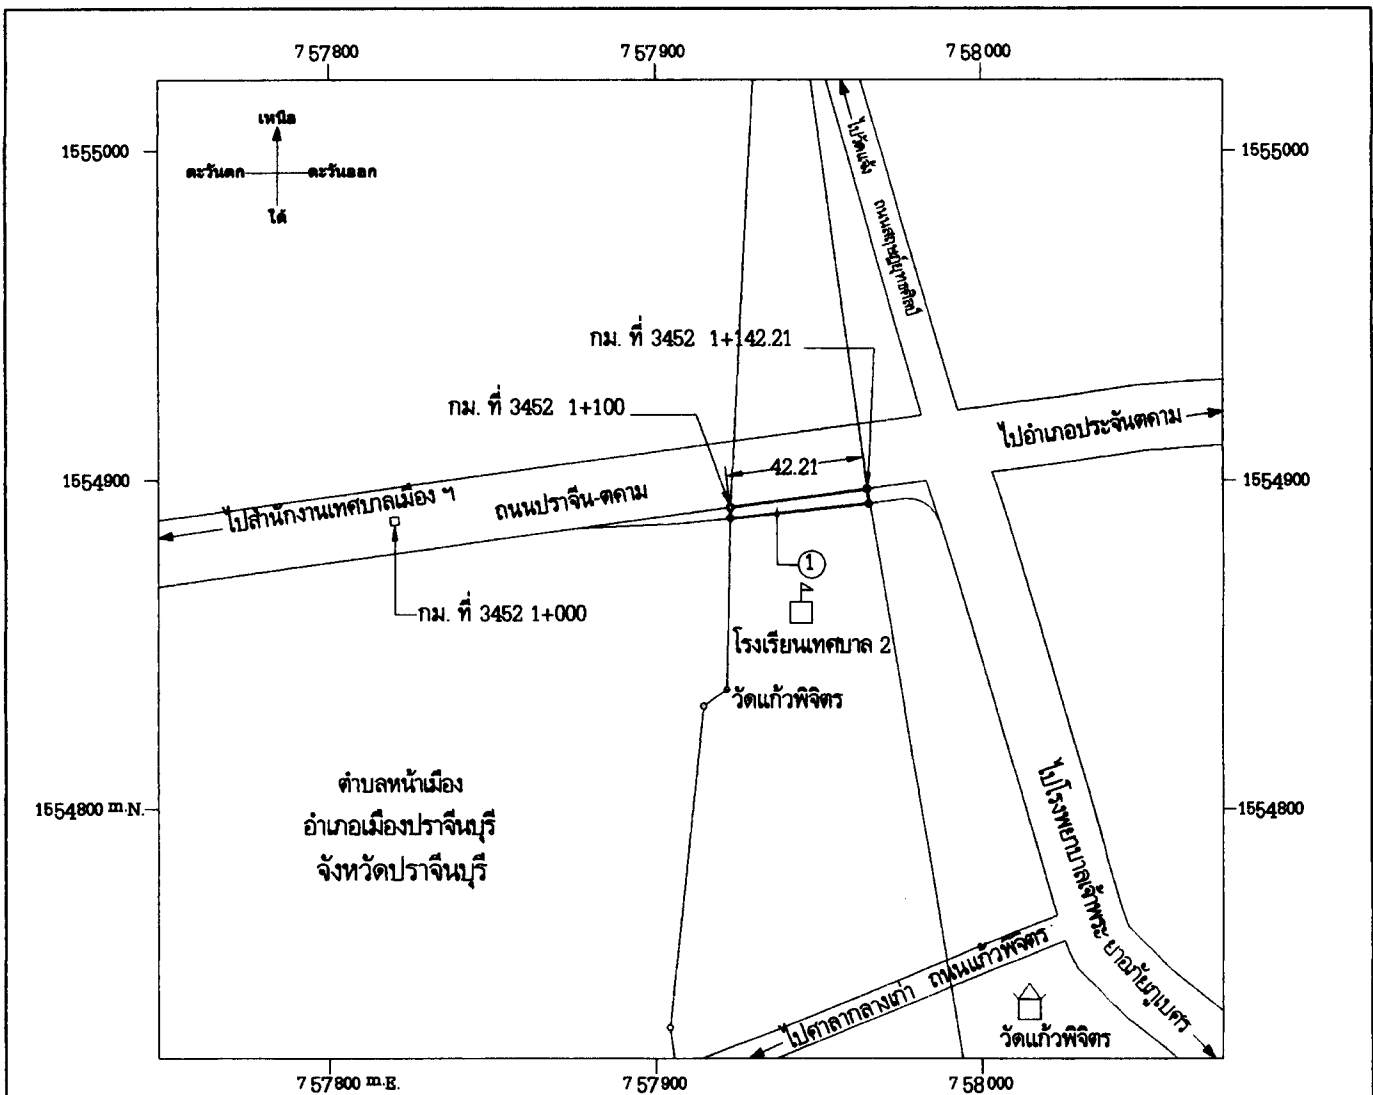 757800 757900 758000
เหนือ
1555000 1555000
ตะวันตก ตะวันออก
ใต้
ไปวัดแจ้ง
ถนนสฤษฎ์ยุทธศิลป์
กม. ที่ 3452 1+142.21
กม. ที่ 3452 1+100
ไปอำเภอประจันตคาม
42.21
1554900 1554900
ไปสำนักงานเทศบาลเมือง ฯ
ถนนปราจีน-ตคาม
1
กม. ที่ 3452 1+000
โรงเรียนเทศบาล 2
วัดแก้วพิจิตร
ตำบลหน้าเมือง
1554800 m.N. 1554800
อำเภอเมืองปราจีนบุรี
จังหวัดปราจีนบุรี
ไปโรงพยาบาลเจ้าพระ ยาอภัยภูเบศร
ไปศาลากลางเก่า ถนนแก้วพิจิตร
วัดแก้วพิจิตร
757800 m.E. 757900 758000